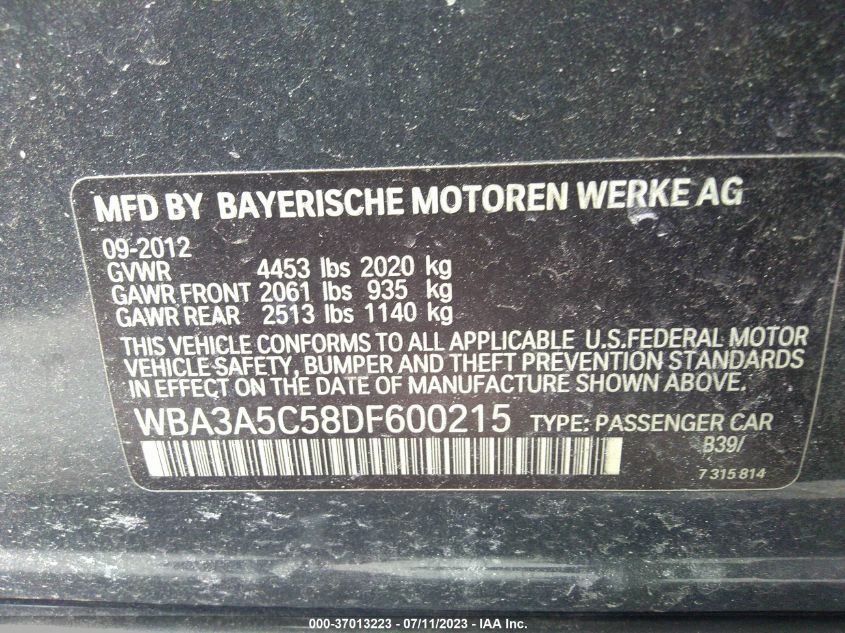 MFD BY BAYERISCHE MOTOREN WERKE AG
09-2012
GVWR 4453 lbs 2020 kg
GAWR FRONT 2061 lbs 935 kg
GAWR REAR 2513 lbs 1140 kg
THIS VEHICLE CONFORMS TO ALL APPLICABLE U.S.FEDERAL MOTOR
VEHICLE SAFETY, BUMPER AND THEFT PREVENTION STANDARDS
IN EFFECT ON THE DATE OF MANUFACTURE SHOWN ABOVE.
WBA3A5C58DF600215 TYPE: PASSENGER CAR
B39/
7 315 814
000-37013223 - 07/11/2023 - IAA Inc.